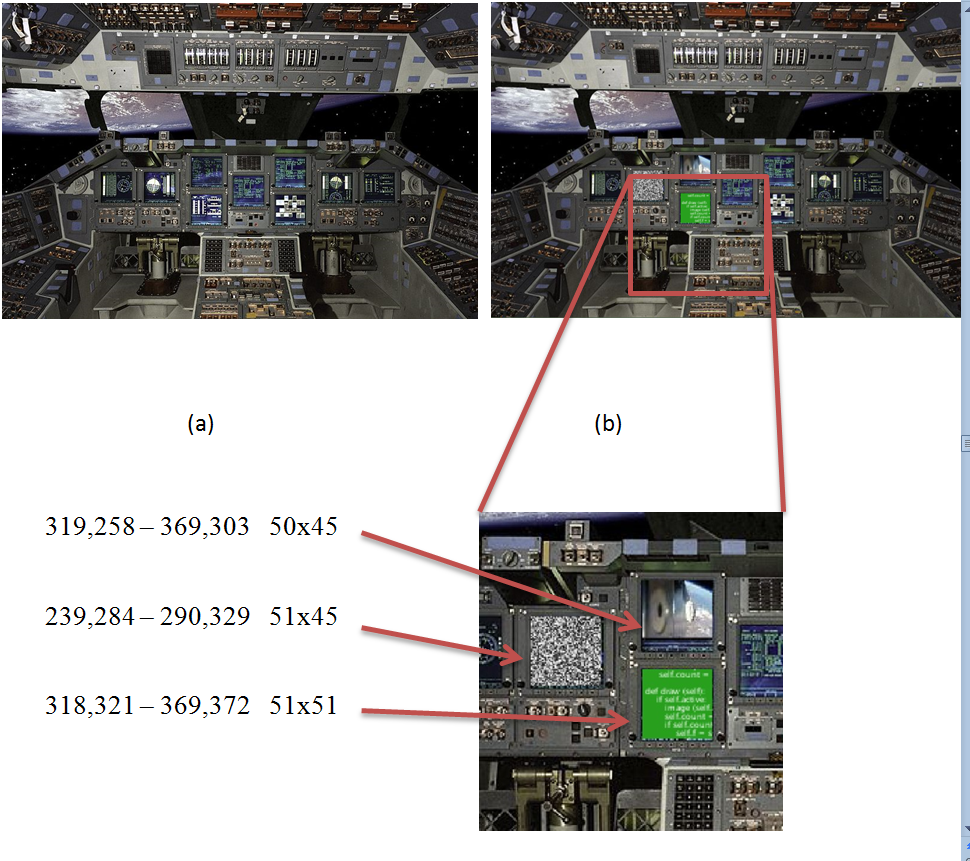 (a)
(b)
319,258 – 369,303 50x45
239,284 – 290,329 51x45
318,321 – 369,372 51x51
self.count =
def draw (self)
if self.active
image (self.
self.count =
if self.coun
self.f = s